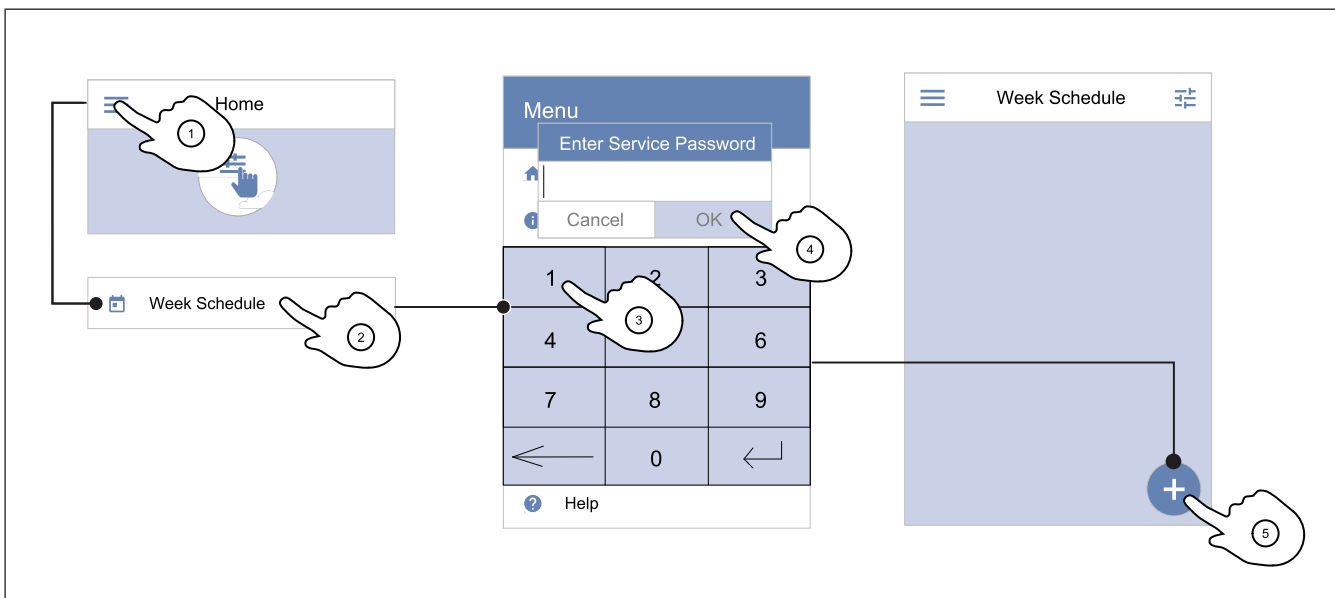 Home
1
Week Schedule
2
Menu
Enter Service Password
Cancel OK
4
1 2 3
3
4 6
7 8 9
0
Help
Week Schedule
5